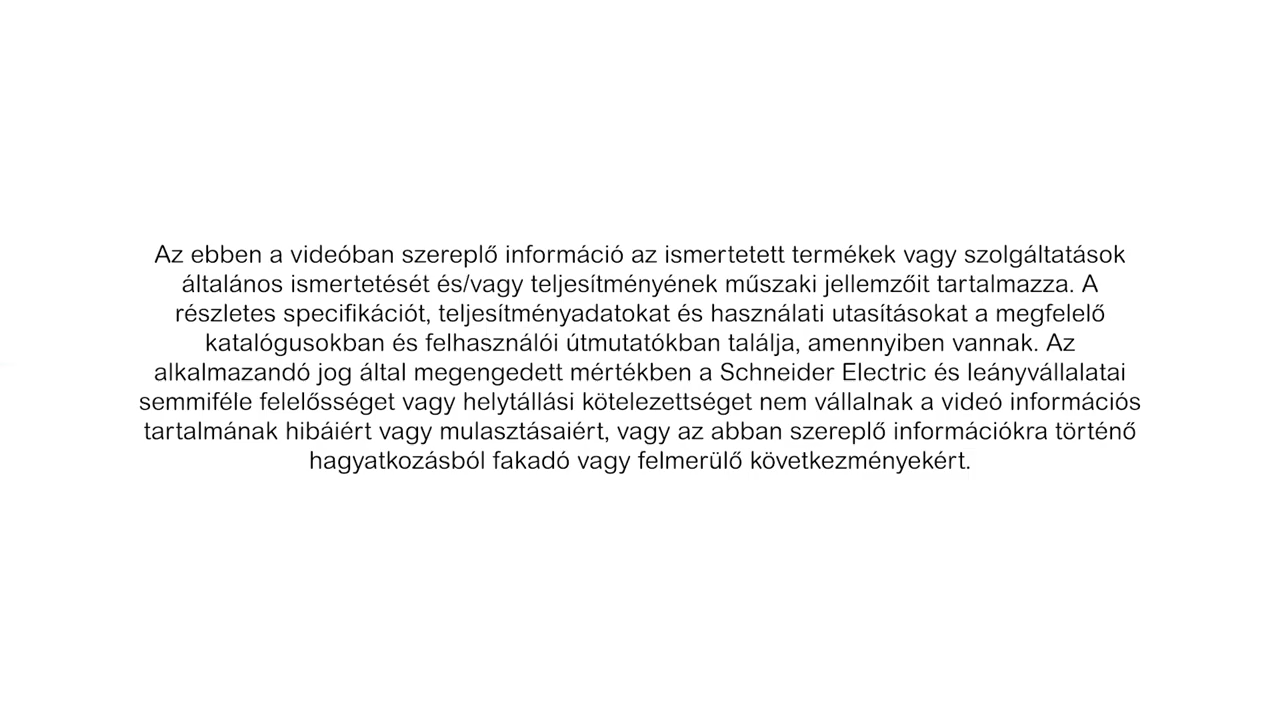 Az ebben a videóban szereplő információ az ismertetett termékek vagy szolgáltatások
általános ismertetését és/vagy teljesítményének műszaki jellemzőit tartalmazza. A
részletes specifikációt, teljesítményadatokat és használati utasításokat a megfelelő
katalógusokban és felhasználói útmutatókban találja, amennyiben vannak. Az
alkalmazandó jog által megengedett mértékben a Schneider Electric és leányvállalatai
semmiféle felelősséget vagy helytállási kötelezettséget nem vállalnak a videó információs
tartalmának hibáiért vagy mulasztásaiért, vagy az abban szereplő információkra történő
hagyatkozásból fakadó vagy felmerülő következményekért.